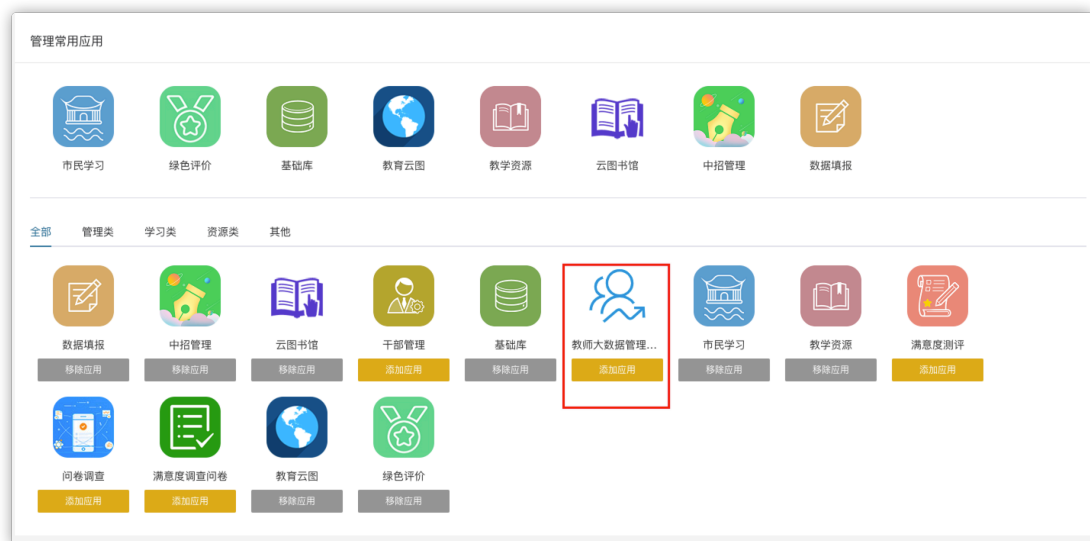 管理常用应用
市民学习
绿色评价
基础库
教育云图
教学资源
云图书馆
中招管理
数据填报
全部
管理类
学习类
资源类
其他
数据填报
中招管理
云图书馆
干部管理
基础库
教师大数据管理...
市民学习
教学资源
满意度测评
移除应用
移除应用
移除应用
添加应用
移除应用
添加应用
移除应用
移除应用
添加应用
问卷调查
满意度调查问卷
教育云图
绿色评价
添加应用
添加应用
移除应用
移除应用